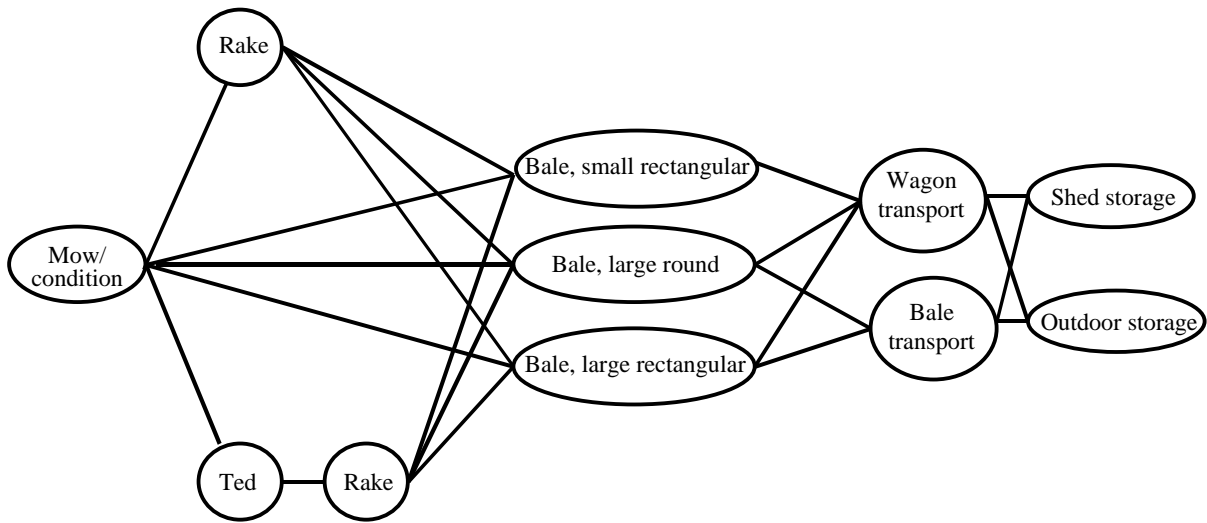 Rake
Bale, small rectangular
Wagon
transport
Shed storage
Mow/
condition
Bale, large round
Bale
transport
Outdoor storage
Bale, large rectangular
Ted
Rake